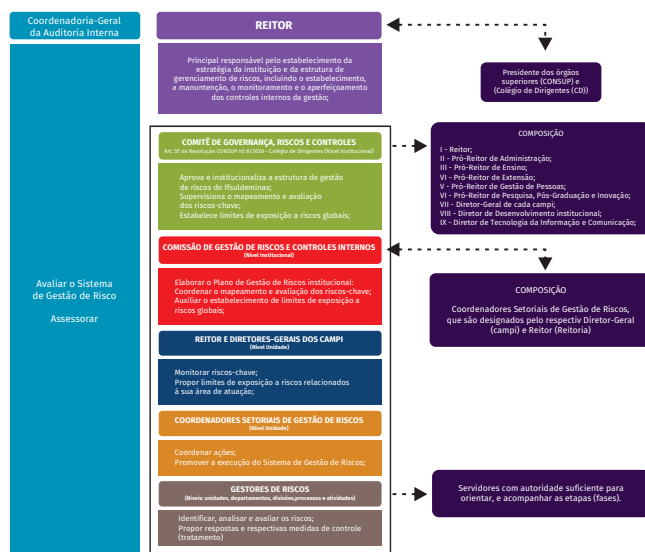 Coordenadoria-Geral
da Auditoria Interna
Avaliar o Sistema
de Gestão de Risco
Assessorar
REITOR
Principal responsável pelo estabelecimento da
estratégia da instituição e da estrutura de
gerenciamento de riscos, incluindo o estabelecimento,
a manuntenção, o monitoramento e o aperfeiçoamento
dos controles internos da gestão;
Presidente dos órgãos
superiores (CONSUP) e
(Colégio de Dirigentes (CD))
COMITÊ DE GOVERNANÇA, RISCOS E CONTROLES
Art. 5E da Resolução CONSUP nº 8/2020 - Colégio de Dirigentes (Nível Institucional)
Aprova e institucionaliza a estrutura de gestão
de riscos do Ifsuldeminas;
Supervisiona o mapeamento e avaliação
dos riscos-chave;
Estabelece limites de exposição a riscos globais;
COMPOSIÇÃO
I - Reitor;
II - Pró-Reitor de Administração;
III - Pró-Reitor de Ensino;
VI - Pró-Reitor de Extensão;
V - Pró-Reitor de Gestão de Pessoas;
VI - Pró-Reitor de Pesquisa, Pós-Graduação e Inovação;
VII - Diretor-Geral de cada campi;
VIII - Diretor de Desenvolvimento institucional;
IX - Diretor de Tecnologia da Informação e Comunicação;
COMISSÃO DE GESTÃO DE RISCOS E CONTROLES INTERNOS
(Nível Institucional)
Elaborar o Plano de Gestão de Riscos institucional:
Coordenar o mapeamento e avaliação dos riscos-chave;
Auxiliar o estabelecimento de limites de exposição a
riscos globais;
COMPOSIÇÃO
Coordenadores Setoriais de Gestão de Riscos,
que são designados pelo respectiv Diretor-Geral
(campi) e Reitor (Reitoria)
REITOR E DIRETORES-GERAIS DOS CAMPI
(Nível Unidade)
Monitorar riscos-chave;
Propor limites de exposição a riscos relacionados
à sua área de atuação;
COORDENADORES SETORIAIS DE GESTÃO DE RISCOS
(Nível Unidade)
Coordenar ações;
Promover a execução do Sistema de Gestão de Riscos;
GESTORES DE RISCOS
(Níveis: unidades, departamentos, divisões,processos e atividades)
Identificar, analisar e avaliar os riscos;
Propor respostas e respectivas medidas de controle
(tratamento)
Servidores com autoridade suficiente para
orientar, e acompanhar as etapas (fases).